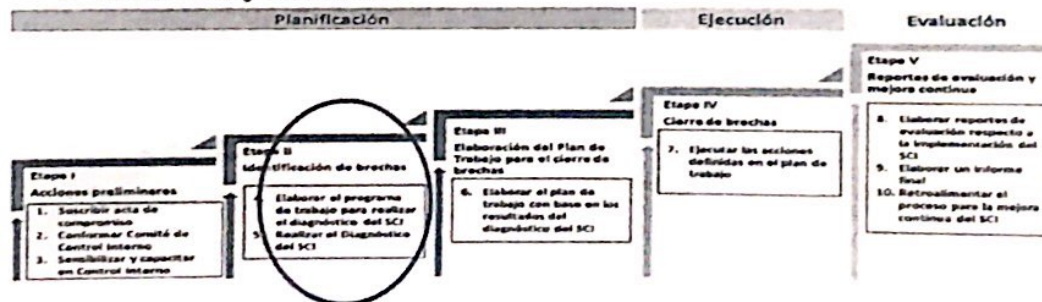 Planificación
Ejecución
Evaluación
Etapa I
Acciones preliminares
1. Suscribir acta de
compromiso
2. Conformar Comité de
Control Interno
3. Sensibilizar y capacitar
en Control Interno
Etapa II
Identificación de brechas
Elaborar el programa
de trabajo para realizar
el diagnóstico del SCI
5. Realizar el Diagnóstico
del SCI
Etapa III
Elaboración del Plan de
Trabajo para el cierre de
brechas
6. Elaborar el plan de
trabajo con base en los
resultados del
diagnóstico del SCI
Etapa IV
Cierre de brechas
7. Ejecutar las acciones
definidas en el plan de
trabajo
Etapa V
Reportes de evaluación y
mejora continua
8. Elaborar reportes de
evaluación respecto a
la implementación del
SCI
9. Elaborar un informe
final
10. Retroalimentar el
proceso para la mejora
continua del SCI